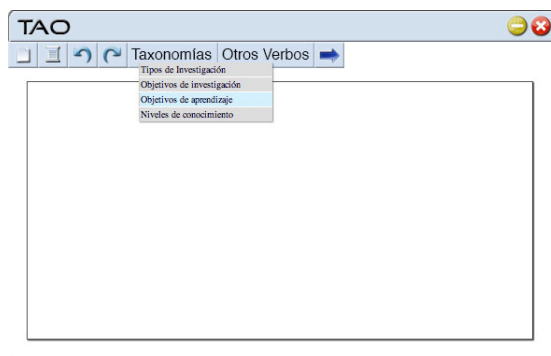 TAO
Taxonomías Otros Verbos
Tipos de Investigación
Objetivos de investigación
Objetivos de aprendizaje
Niveles de conocimiento